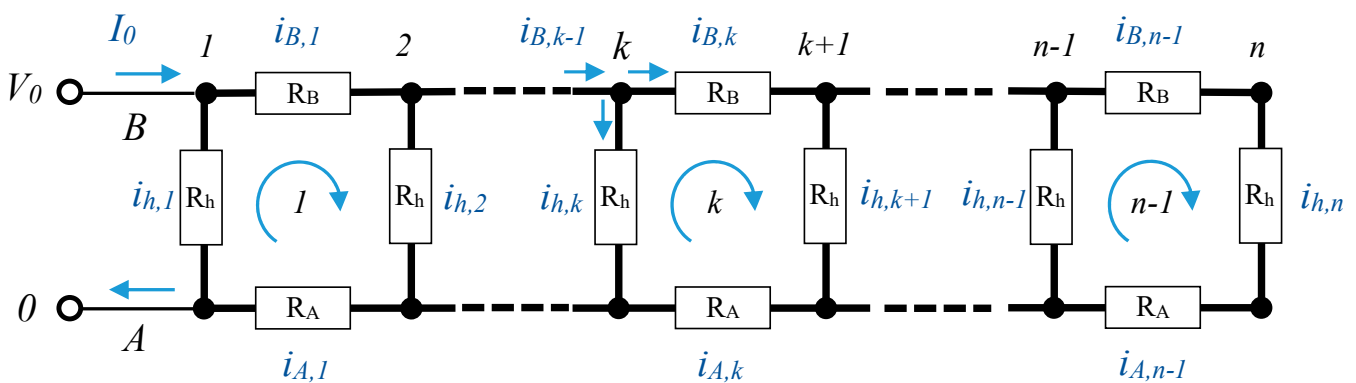 I0 1 iB,1 2 iB,k-1 k iB,k k+1 n-1 iB,n-1 n
V0 RB RB RB
B
ih,1 Rh 1 Rh ih,2 ih,k Rh k Rh ih,k+1 ih,n-1 Rh n-1 Rh ih,n
0 RA RA RA
A
iA,1 iA,k iA,n-1